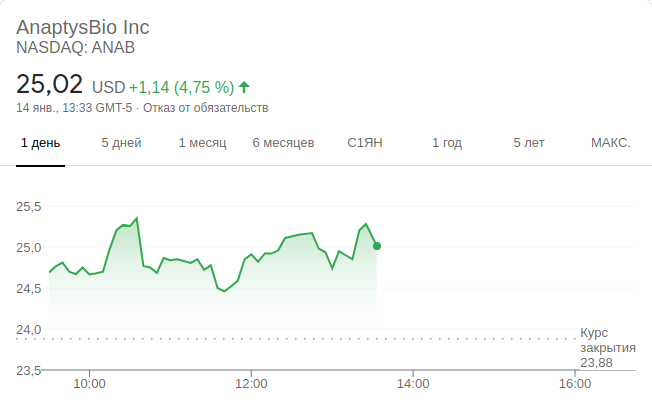 AnaptysBio Inc
NASDAQ: ANAB
25,02 USD +1,14 (4,75 %)
14 янв., 13:33 GMT-5 · Отказ от обязательств
1 день 5 дней 1 месяц 6 месяцев С1ЯН 1 год 5 лет МАКС.
25,5
25,0
24,5
24,0
Курс
закрытия
23,88
23,5
10:00 12:00 14:00 16:00